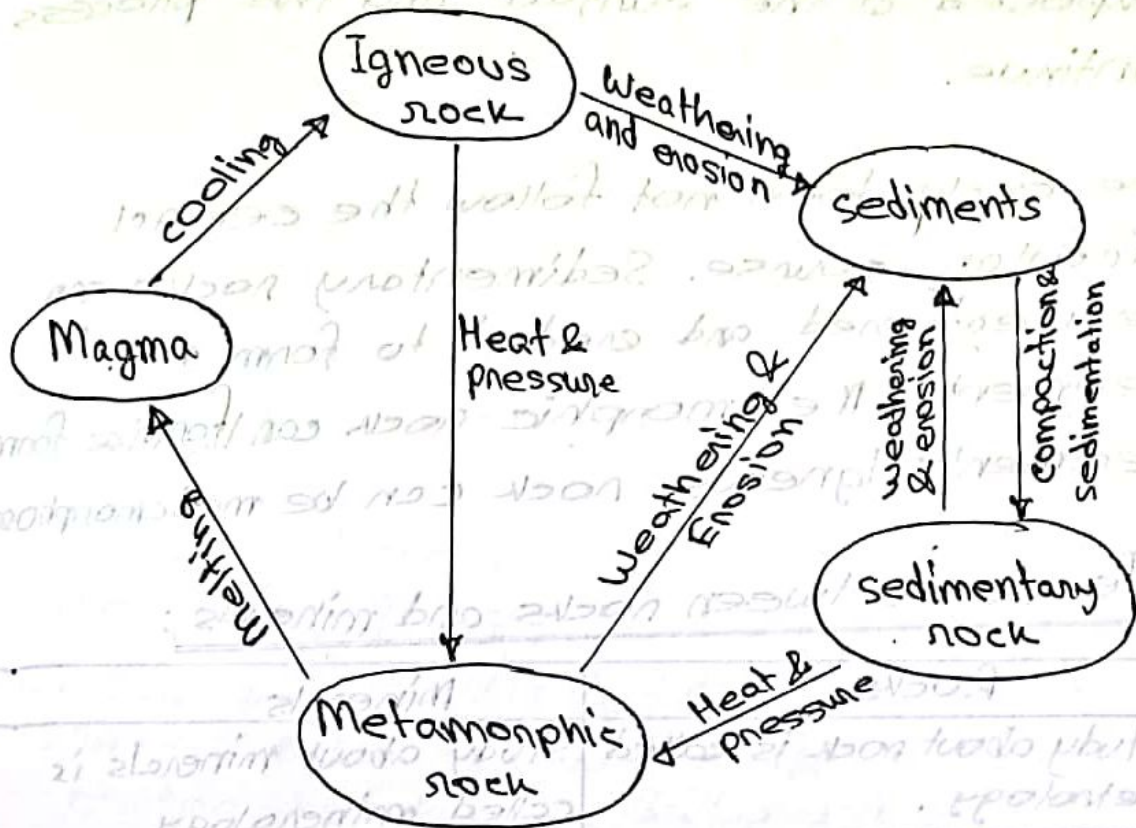 Igneous
rock
Weathering
and erosion
cooling
sediments
Magma
Heat &
pressure
Weathering &
Erosion
weathering
& erosion
compaction &
sedimentation
melting
sedimentary
rock
Heat &
pressure
Metamorphic
rock